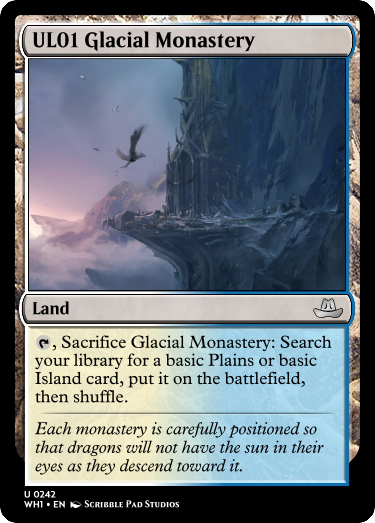 UL01 Glacial Monastery
Land
, Sacrifice Glacial Monastery: Search
your library for a basic Plains or basic
Island card, put it on the battlefield,
then shuffle.
Each monastery is carefully positioned so
that dragons will not have the sun in their
eyes as they descend toward it.
U 0242
WH1 • EN Scribble Pad Studios